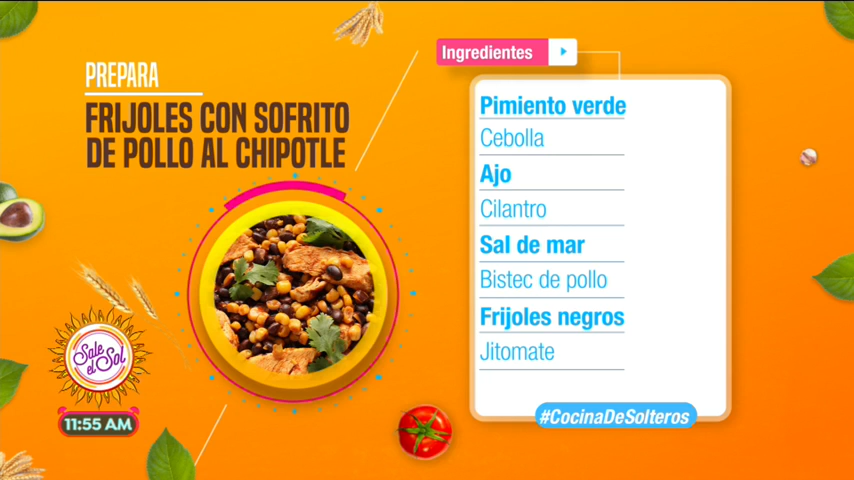 PREPARA
FRIJOLES CON SOFRITO
DE POLLO AL CHIPOTLE
Ingredientes
Pimiento verde
Cebolla
Ajo
Cilantro
Sal de mar
Bistec de pollo
Frijoles negros
Jitomate
#CocinaDeSolteros
Sale
el Sol
11:55 AM